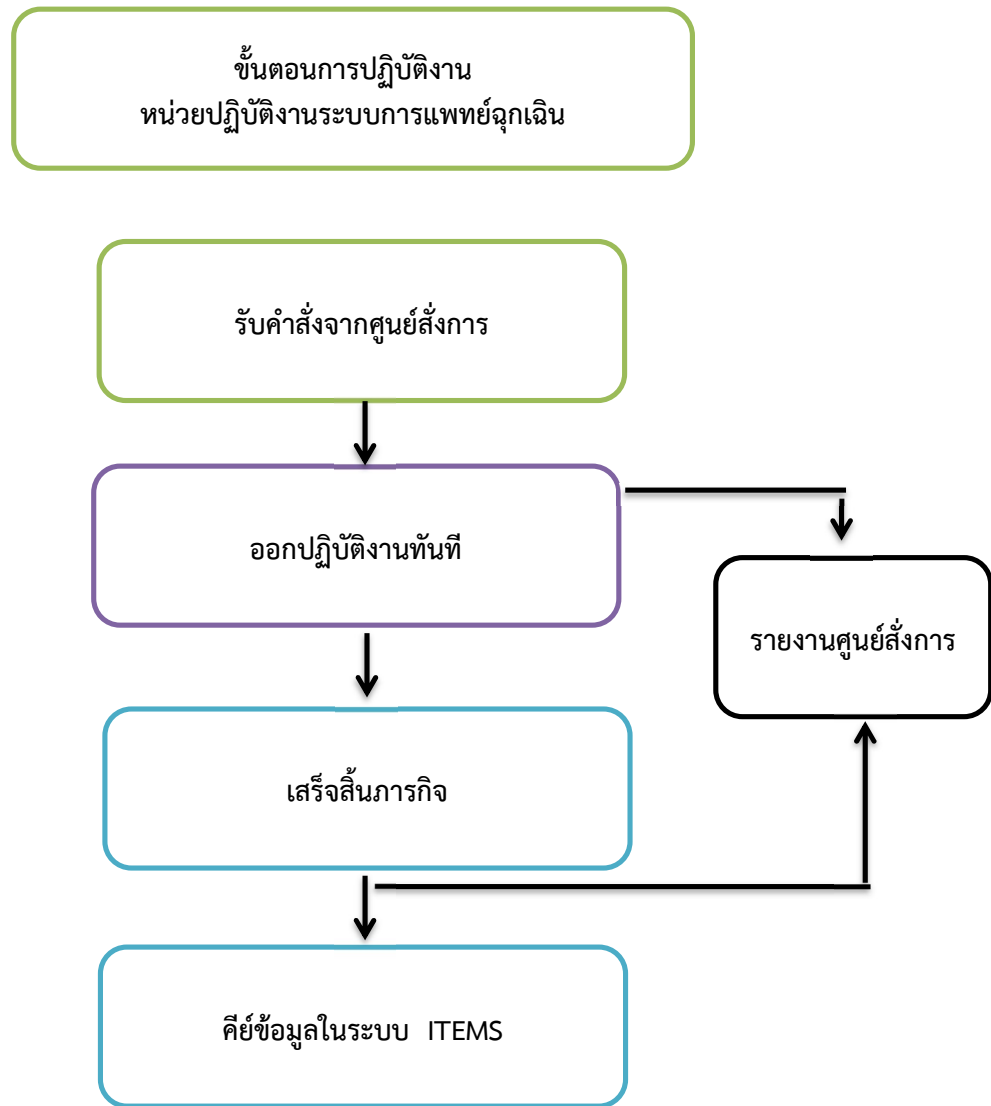 ขั้นตอนการปฏิบัติงาน
หน่วยปฏิบัติงานระบบการแพทย์ฉุกเฉิน
รับคำสั่งจากศูนย์สั่งการ
ออกปฏิบัติงานทันที
รายงานศูนย์สั่งการ
เสร็จสิ้นภารกิจ
คีย์ข้อมูลในระบบ ITEMS